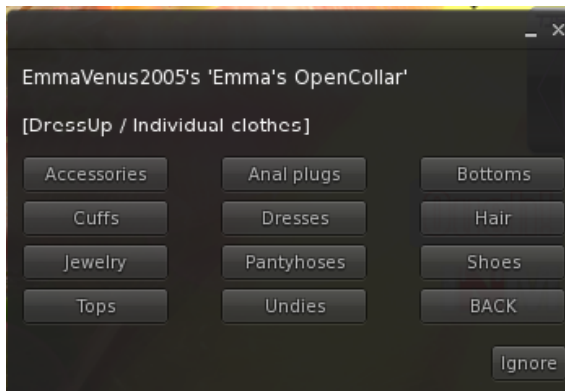 EmmaVenus2005's 'Emma's OpenCollar'
[DressUp / Individual clothes]
Accessories Anal plugs Bottoms
Cuffs Dresses Hair
Jewelry Pantyhoses Shoes
Tops Undies BACK
Ignore